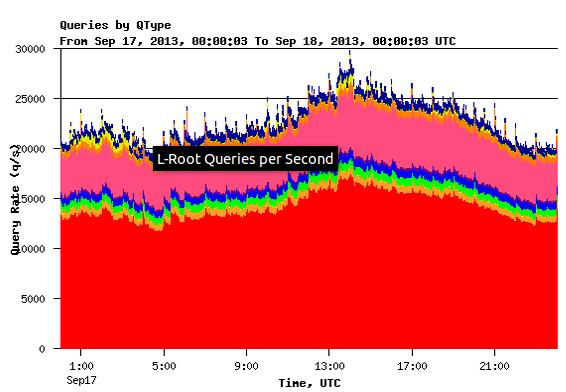 Queries by QType
From Sep 17, 2013, 00:00:03 To Sep 18, 2013, 00:00:03 UTC
30000
25000
20000
L-Root Queries per Second
15000
10000
5000
0
Query Rate (q/s)
1:00 5:00 9:00 13:00 17:00 21:00
Sep17
Time, UTC